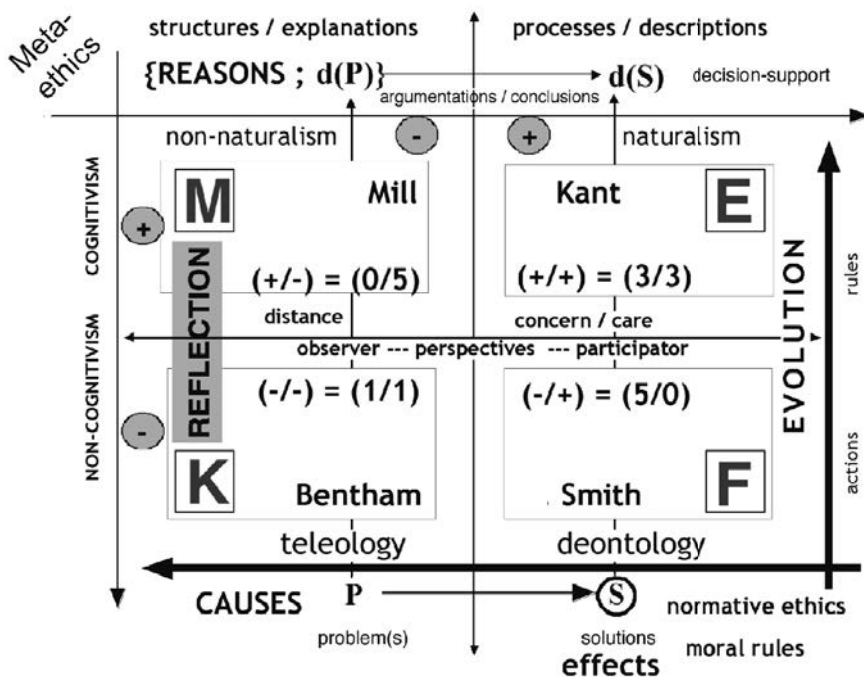 Meta-
ethics
structures / explanations
processes / descriptions
{REASONS ; d(P)}
d(S)
decision-support
argumentations / conclusions
non-naturalism
-
+
naturalism
COGNITIVISM
+
M
Mill
Kant
E
(+/-) = (0/5)
(+/+) = (3/3)
rules
REFLECTION
distance
concern / care
observer --- perspectives --- participator
EVOLUTION
NON-COGNITIVISM
-
(-/-) = (1/1)
(-/+) = (5/0)
K
Bentham
Smith
F
actions
teleology
deontology
CAUSES
P
S
normative ethics
problem(s)
solutions
moral rules
effects